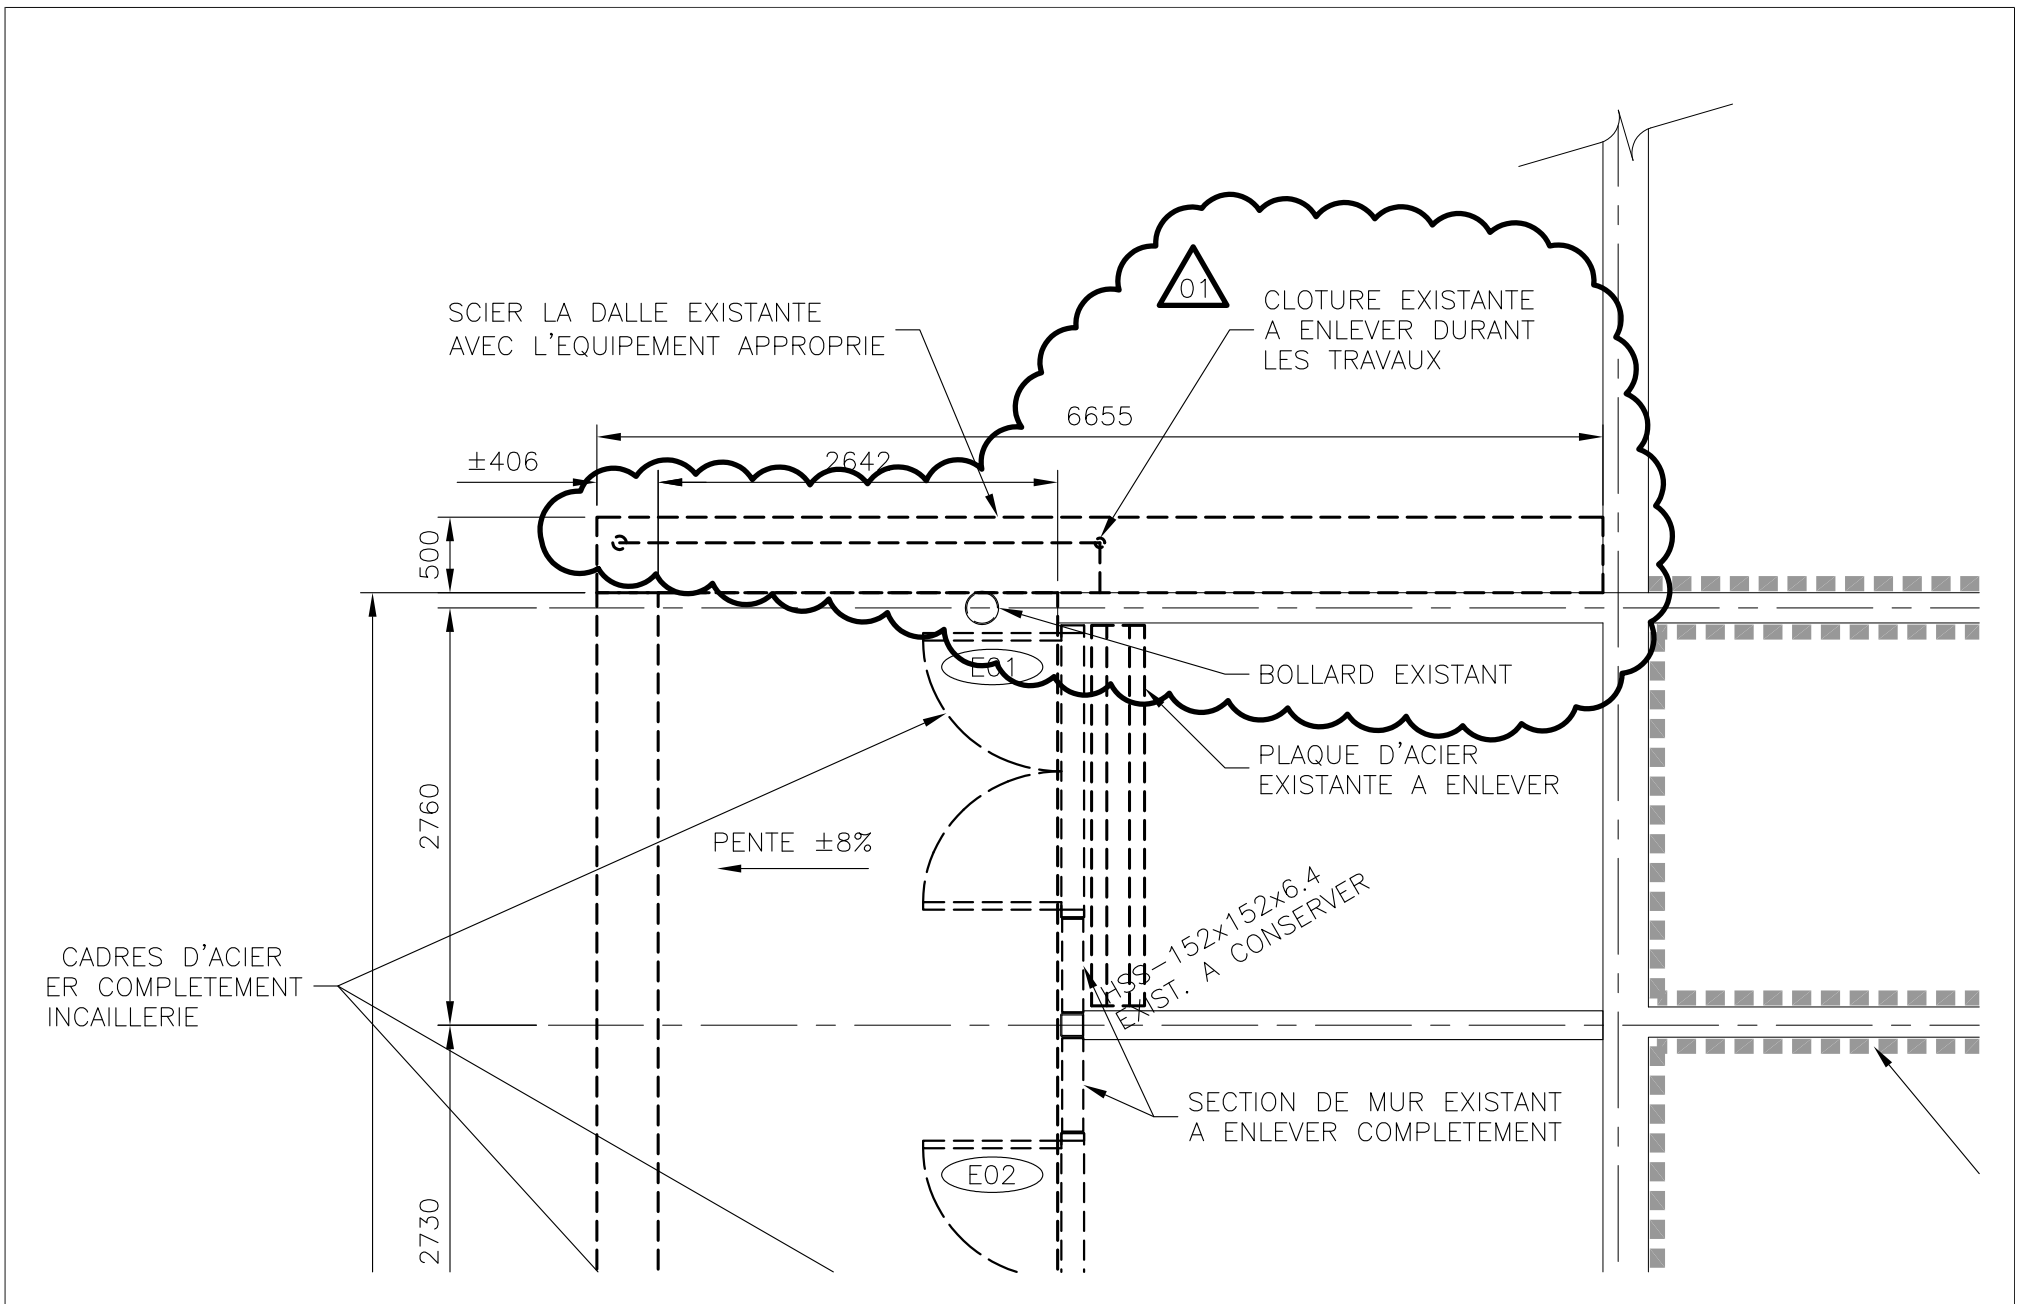 01
SCIER LA DALLE EXISTANTE
AVEC L'EQUIPEMENT APPROPRIE
CLOTURE EXISTANTE
A ENLEVER DURANT
LES TRAVAUX
6655
±406
2642
500
E01
BOLLARD EXISTANT
PLAQUE D'ACIER
EXISTANTE A ENLEVER
2760
PENTE ±8%
HSS-152x152x6.4
EXIST. A CONSERVER
CADRES D'ACIER
ER COMPLETEMENT
INCAILLERIE
SECTION DE MUR EXISTANT
A ENLEVER COMPLETEMENT
E02
2730